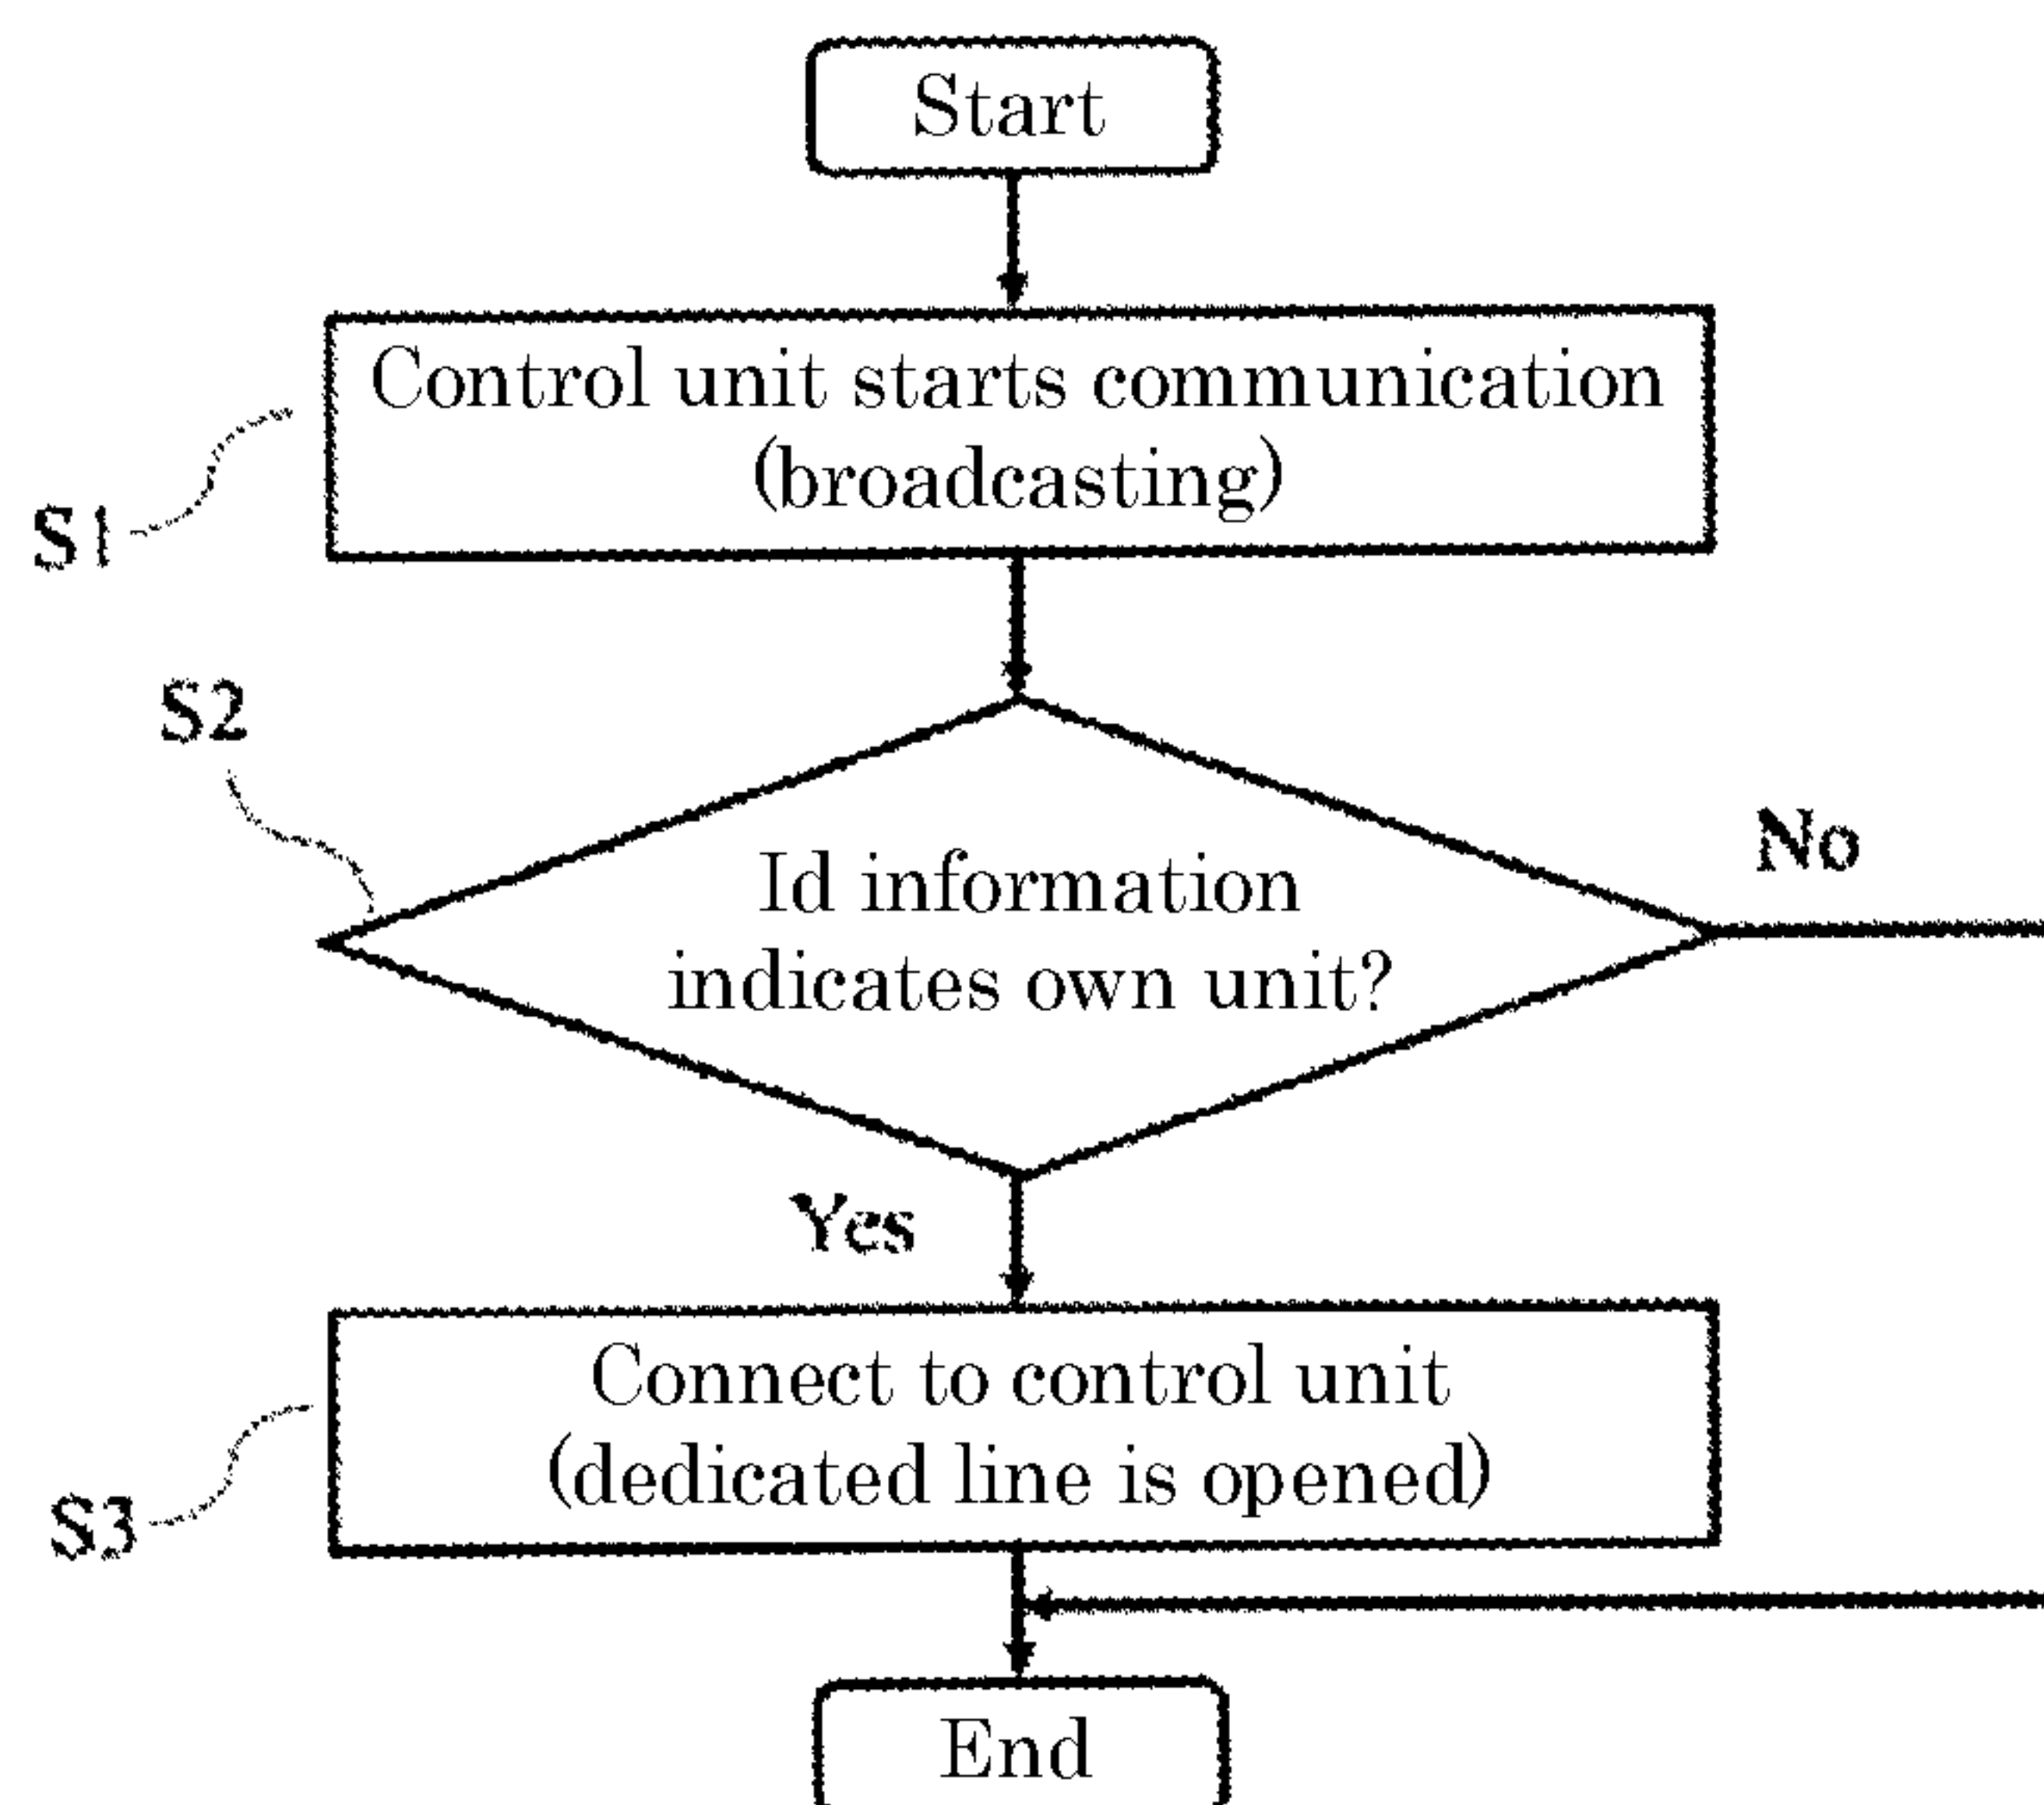 Start
Control unit starts communication
(broadcasting)
S1
S2
Id information
indicates own unit?
No
Yes
Connect to control unit
(dedicated line is opened)
S3
End